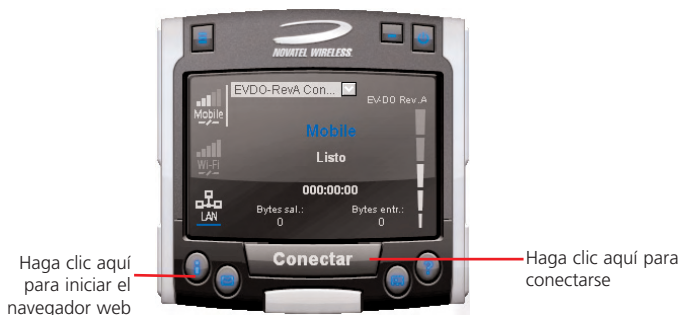 NOVATEL WIRELESS
EVDO-RevA Con...
EV-DO Rev.A
Mobile
Mobile
Listo
Wi-Fi
000:00:00
LAN
Bytes sal.:
Bytes entr.:
0
0
Conectar
Haga clic aquí
para iniciar el
navegador web
Haga clic aquí para
conectarse